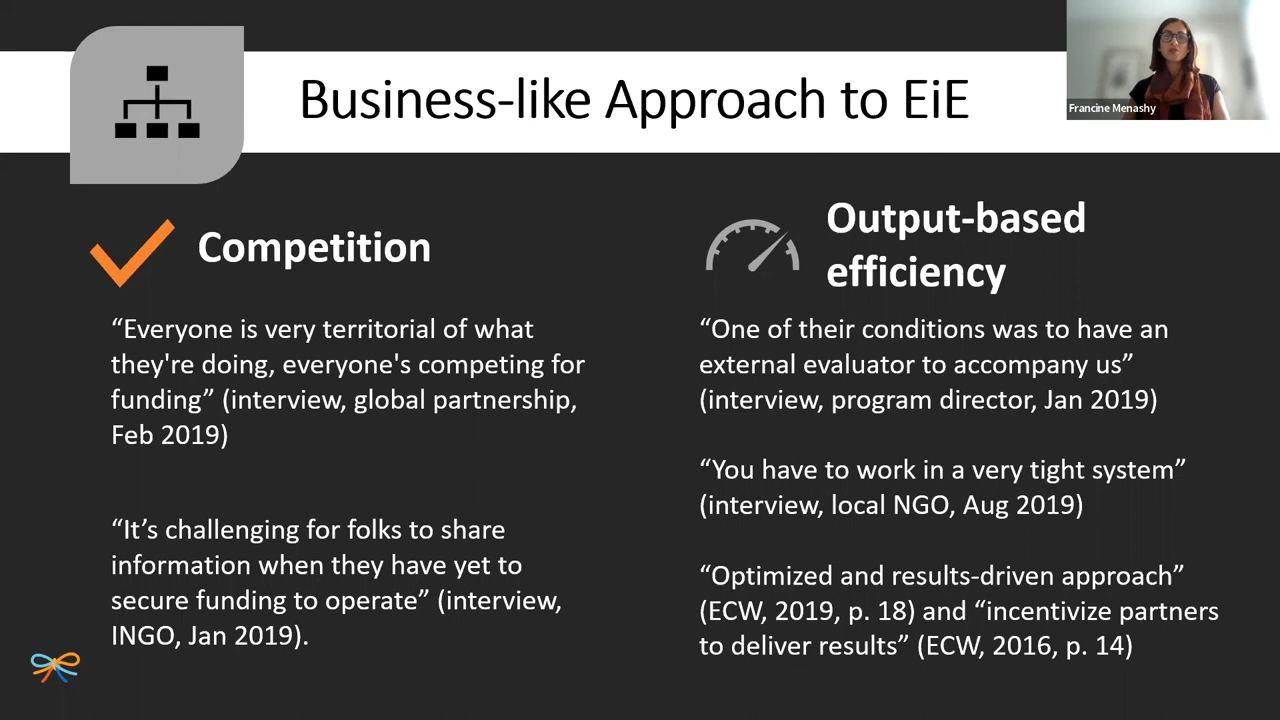 Business-like Approach to EiE
Francine Menashy
Competition
“Everyone is very territorial of what
they're doing, everyone's competing for
funding” (interview, global partnership,
Feb 2019)
“It’s challenging for folks to share
information when they have yet to
secure funding to operate” (interview,
INGO, Jan 2019).
Output-based
efficiency
“One of their conditions was to have an
external evaluator to accompany us”
(interview, program director, Jan 2019)
“You have to work in a very tight system”
(interview, local NGO, Aug 2019)
“Optimized and results-driven approach”
(ECW, 2019, p. 18) and “incentivize partners
to deliver results” (ECW, 2016, p. 14)